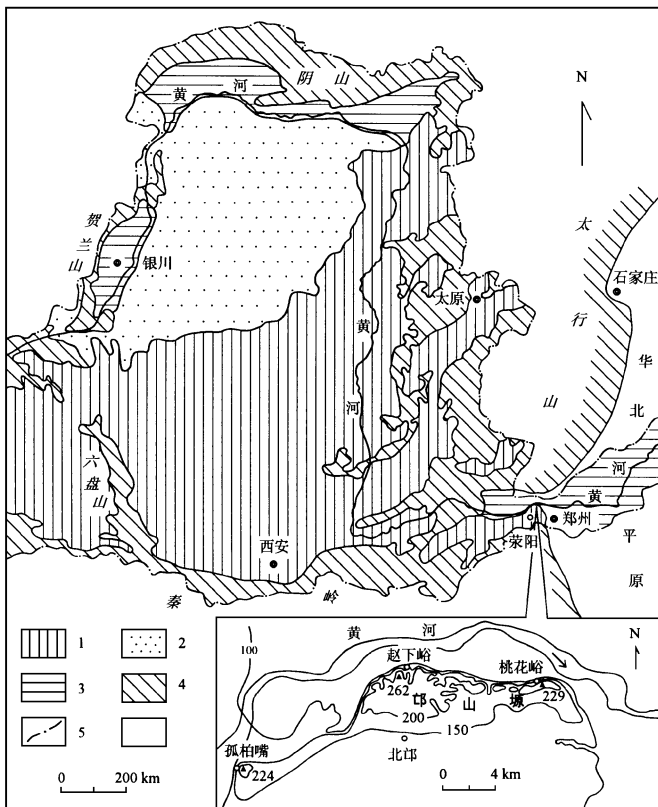 阴山
黄河
N
贺兰山
银川
太行山
石家庄
太原
黄河
华北平原
六盘山
黄河
郑州
荥阳
西安
秦岭
1
2
3
4
5
0 200 km
黄河
N
100
赵下峪
桃花峪
262
邙山塬
229
200
150
孤柏嘴
北邙
224
0 4 km